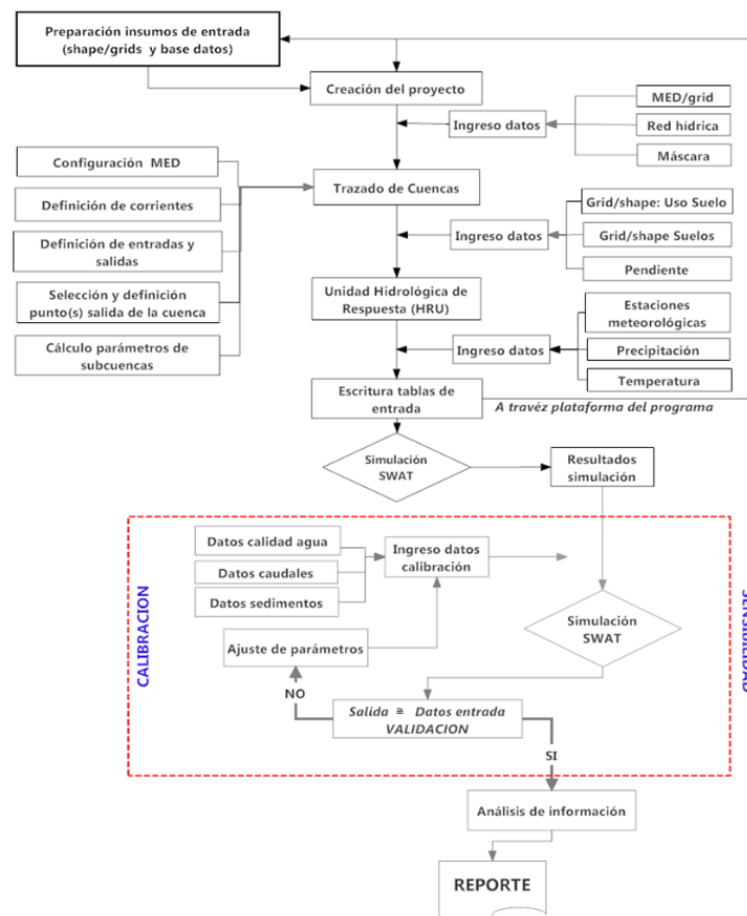 Preparación insumos de entrada
(shape/grids y base datos)
Creación del proyecto
MED/grid
Ingreso datos
Red hídrica
Máscara
Configuración MED
Trazado de Cuencas
Definición de corrientes
Grid/shape: Uso Suelo
Ingreso datos
Grid/shape Suelos
Definición de entradas y
salidas
Pendiente
Selección y definición
punto(s) salida de la cuenca
Unidad Hidrológica de
Respuesta (HRU)
Estaciones
meteorológicas
Ingreso datos
Precipitación
Cálculo parámetros de
subcuencas
Temperatura
Escritura tablas de
entrada
A travéz plataforma del programa
Simulación
SWAT
Resultados
simulación
CALIBRACION
SENSIBILIDAD
Datos calidad agua
Ingreso datos
calibración
Datos caudales
Datos sedimentos
Simulación
SWAT
Ajuste de parámetros
NO
Salida ≅ Datos entrada
VALIDACION
SI
Análisis de información
REPORTE